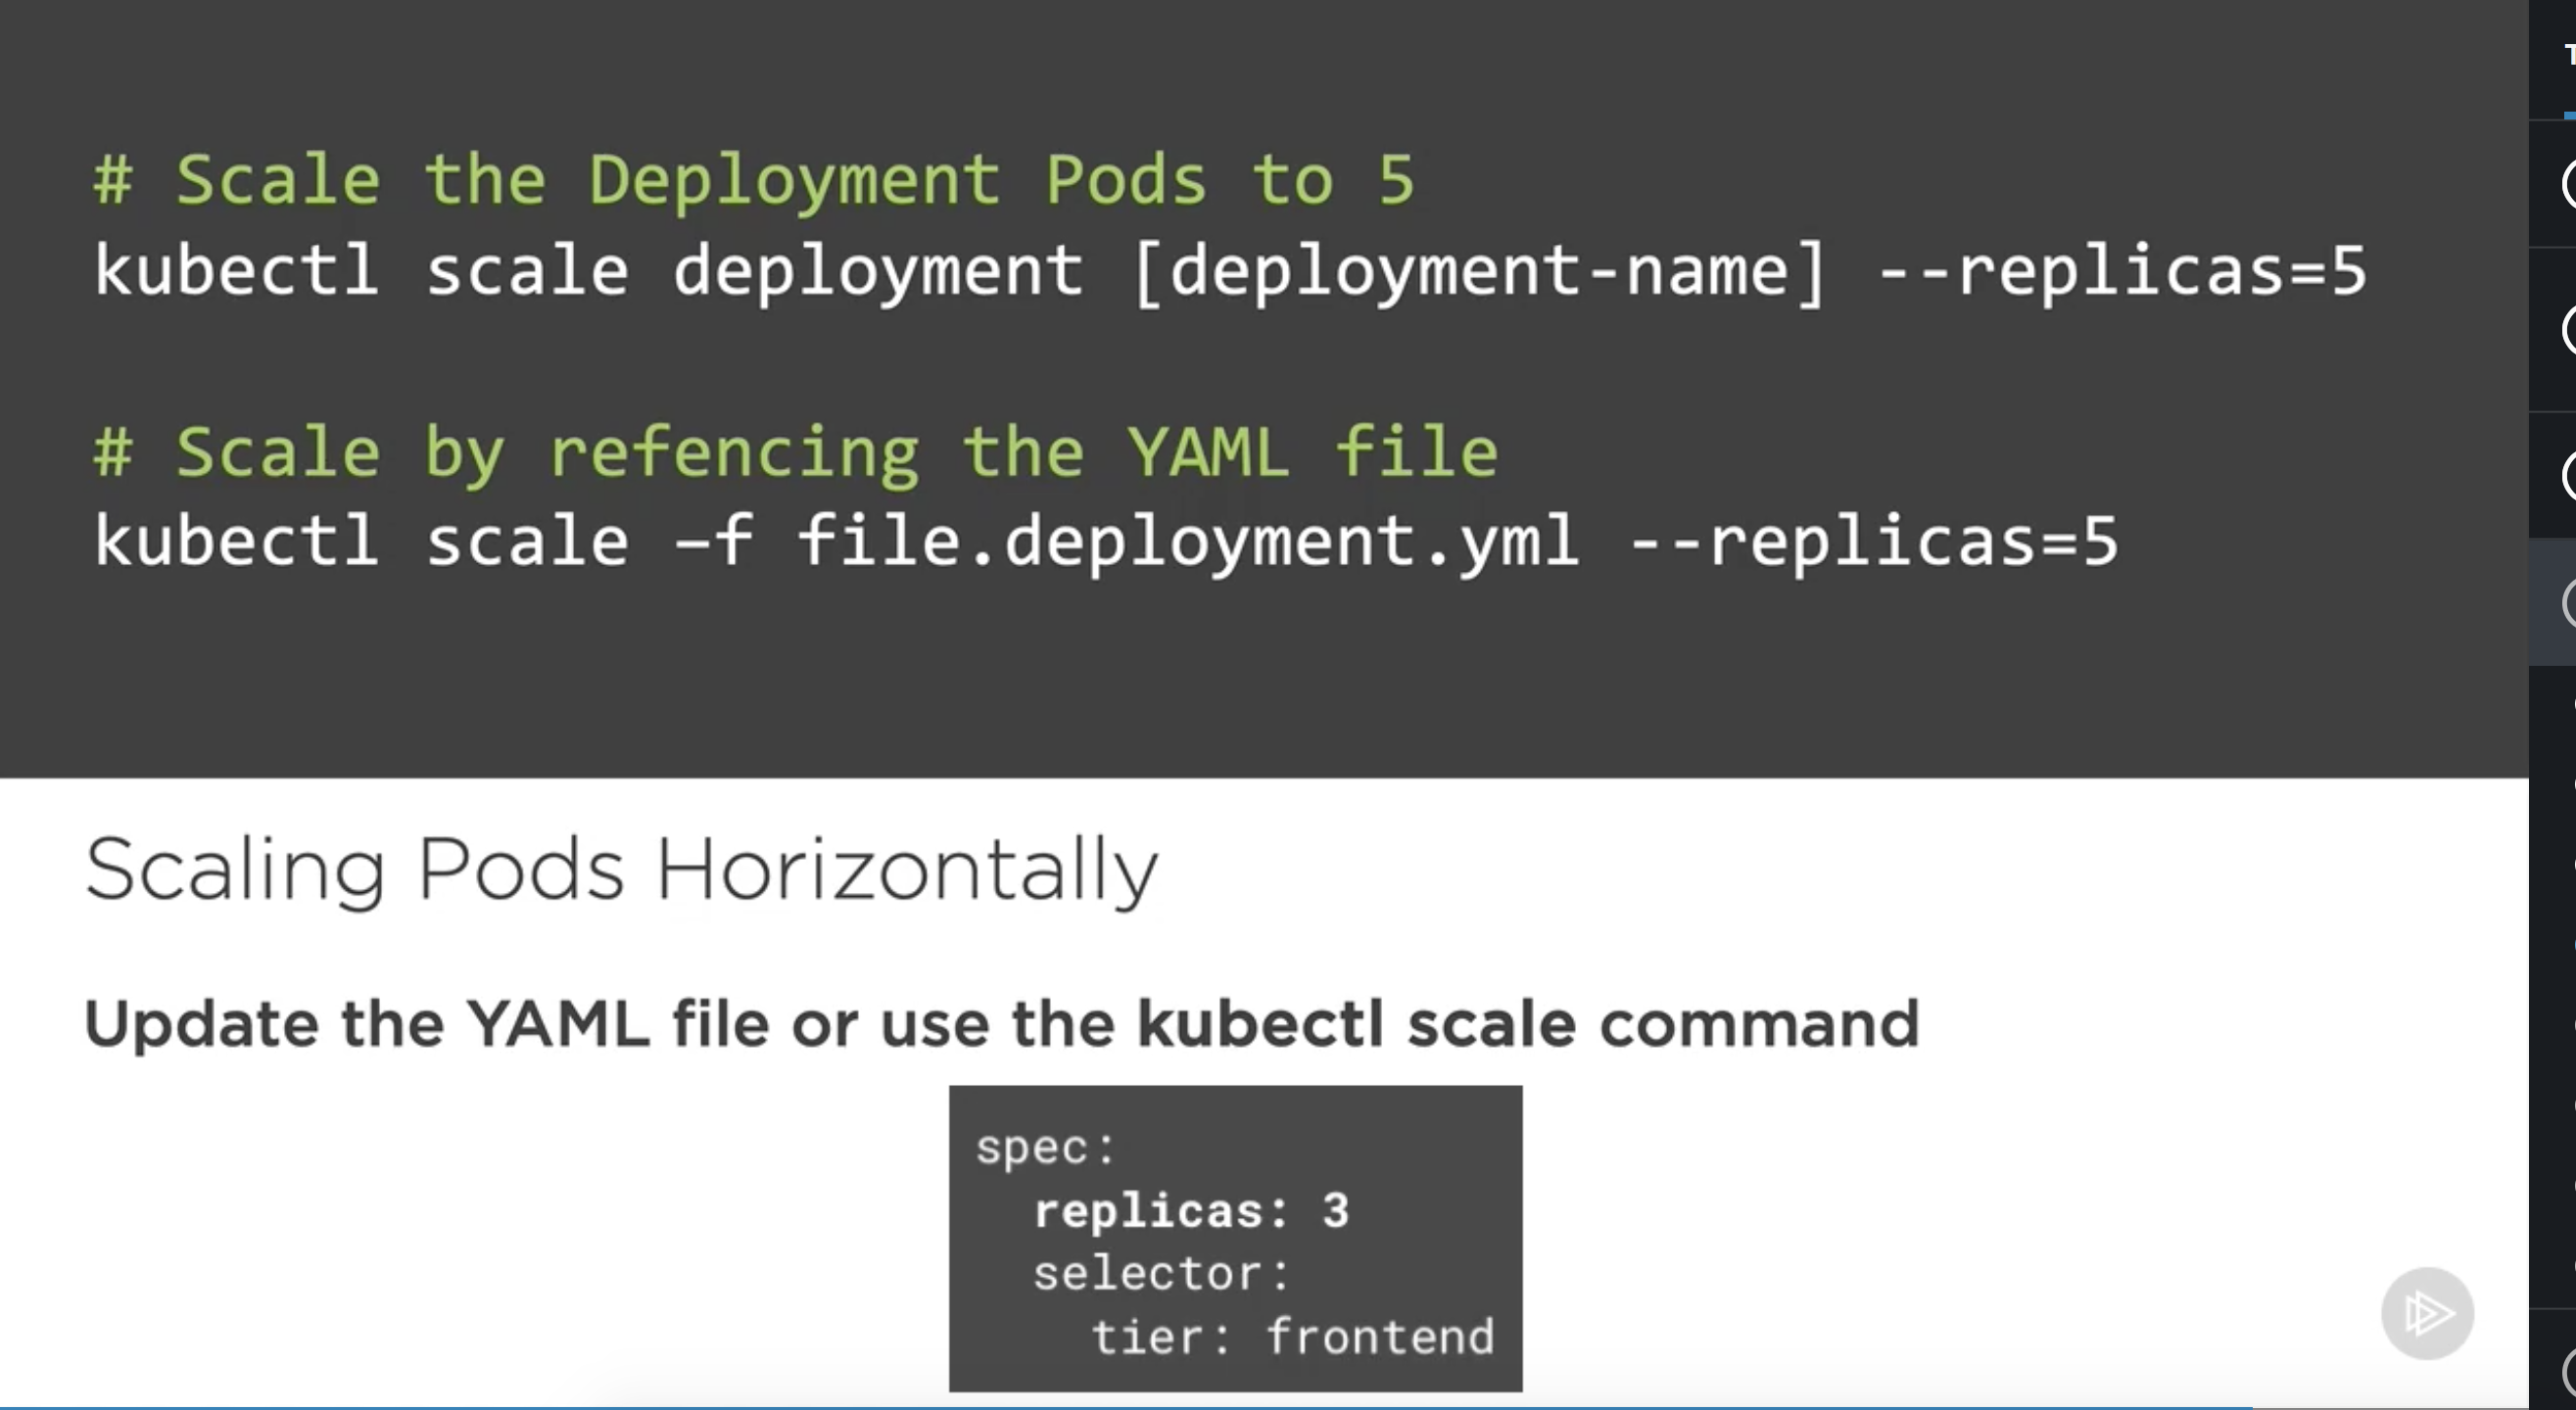 # Scale the Deployment Pods to 5
kubectl scale deployment [deployment-name] --replicas=5
# Scale by refencing the YAML file
kubectl scale –f file.deployment.yml --replicas=5
Scaling Pods Horizontally
Update the YAML file or use the kubectl scale command
spec:
  replicas: 3
  selector:
    tier: frontend